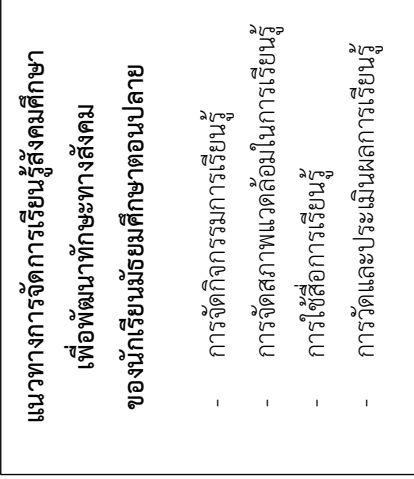 แนวทางการจัดการเรียนรู้สังคมศึกษา
เพื่อพัฒนาทักษะทางสังคม
ของนักเรียนมัธยมศึกษาตอนปลาย
- การจัดกิจกรรมการเรียนรู้
- การจัดสภาพแวดล้อมในการเรียนรู้
- การใช้สื่อการเรียนรู้
- การวัดและประเมินผลการเรียนรู้